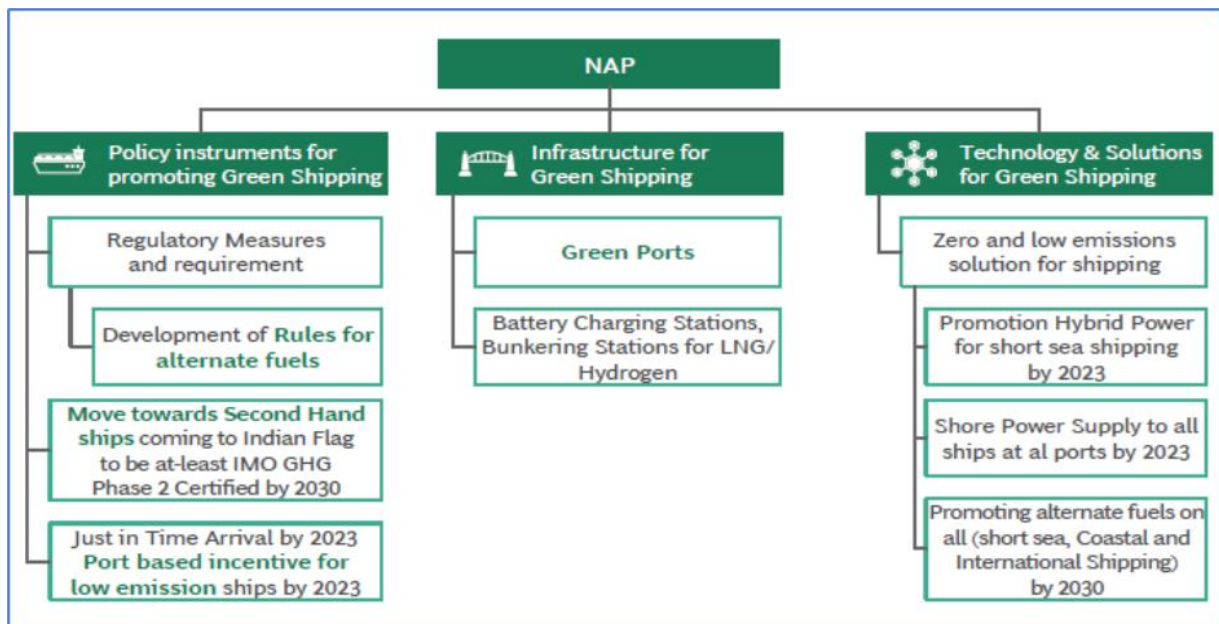 NAP
Policy instruments for
promoting Green Shipping
Regulatory Measures
and requirement
Development of Rules for
alternate fuels
Move towards Second Hand
ships coming to Indian Flag
to be at-least IMO GHG
Phase 2 Certified by 2030
Just in Time Arrival by 2023
Port based incentive for
low emission ships by 2023
Infrastructure for
Green Shipping
Green Ports
Battery Charging Stations,
Bunkering Stations for LNG/
Hydrogen
Technology & Solutions
for Green Shipping
Zero and low emissions
solution for shipping
Promotion Hybrid Power
for short sea shipping
by 2023
Shore Power Supply to all
ships at al ports by 2023
Promoting alternate fuels on
all (short sea, Coastal and
International Shipping)
by 2030